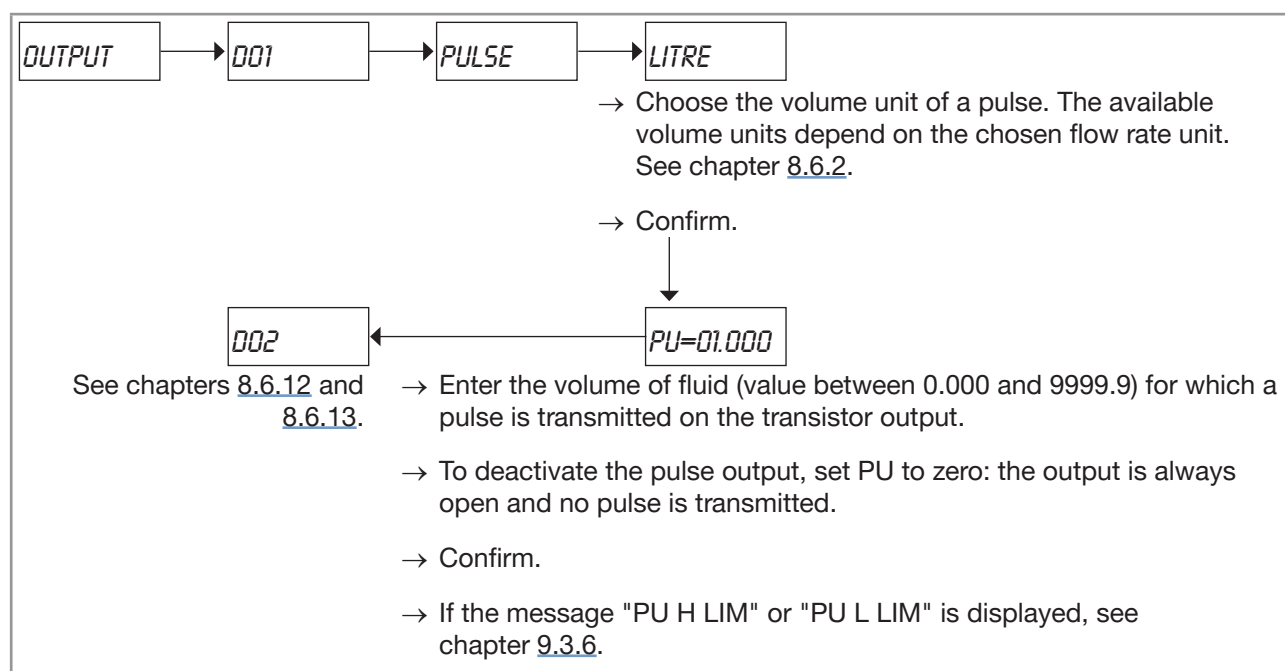 OUTPUT
DO1
PULSE
LITRE
→ Choose the volume unit of a pulse. The available
volume units depend on the chosen flow rate unit.
See chapter 8.6.2.
→ Confirm.
DO2
PU=01.000
See chapters 8.6.12 and
8.6.13.
→ Enter the volume of fluid (value between 0.000 and 9999.9) for which a
pulse is transmitted on the transistor output.
→ To deactivate the pulse output, set PU to zero: the output is always
open and no pulse is transmitted.
→ Confirm.
→ If the message "PU H LIM" or "PU L LIM" is displayed, see
chapter 9.3.6.